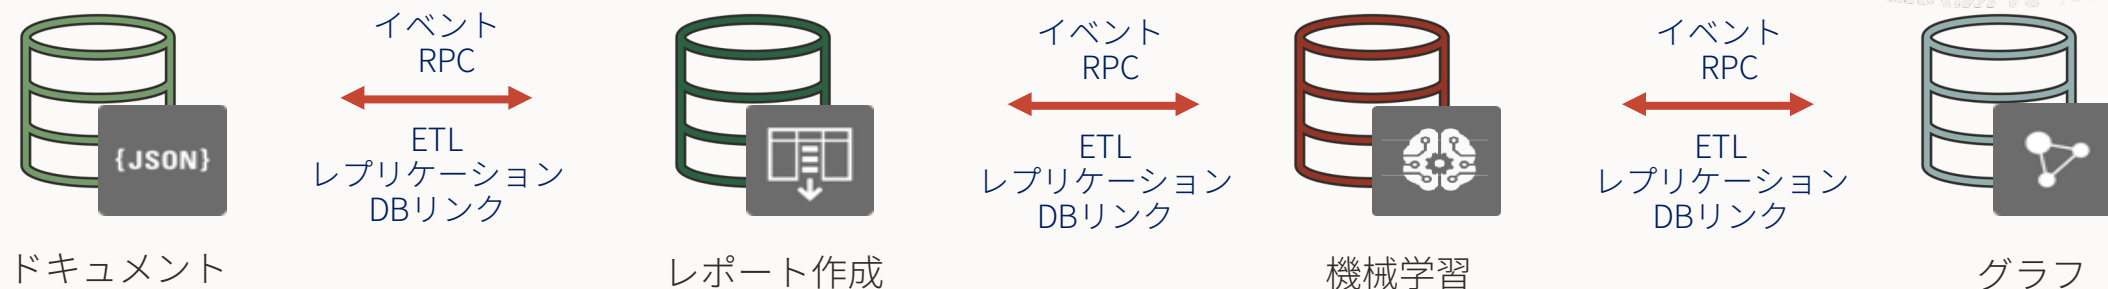 イベント
RPC
ETL
レプリケーション
DBリンク
イベント
RPC
ETL
レプリケーション
DBリンク
イベント
RPC
ETL
レプリケーション
DBリンク
{JSON}
ドキュメント
レポート作成
機械学習
グラフ